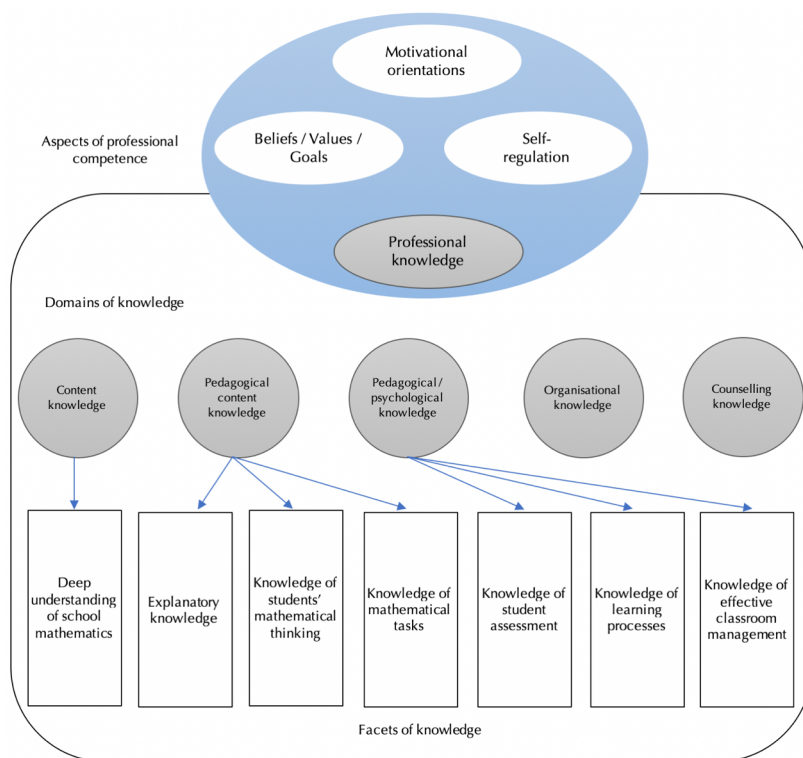 Motivational
orientations
Aspects of professional
competence
Beliefs / Values /
Goals
Self-
regulation
Professional
knowledge
Domains of knowledge
Content
knowledge
Pedagogical
content
knowledge
Pedagogical /
psychological
knowledge
Organisational
knowledge
Counselling
knowledge
Deep
understanding
of school
mathematics
Explanatory
knowledge
Knowledge of
students’
mathematical
thinking
Knowledge of
mathematical
tasks
Knowledge of
student
assessment
Knowledge of
learning
processes
Knowledge of
effective
classroom
management
Facets of knowledge